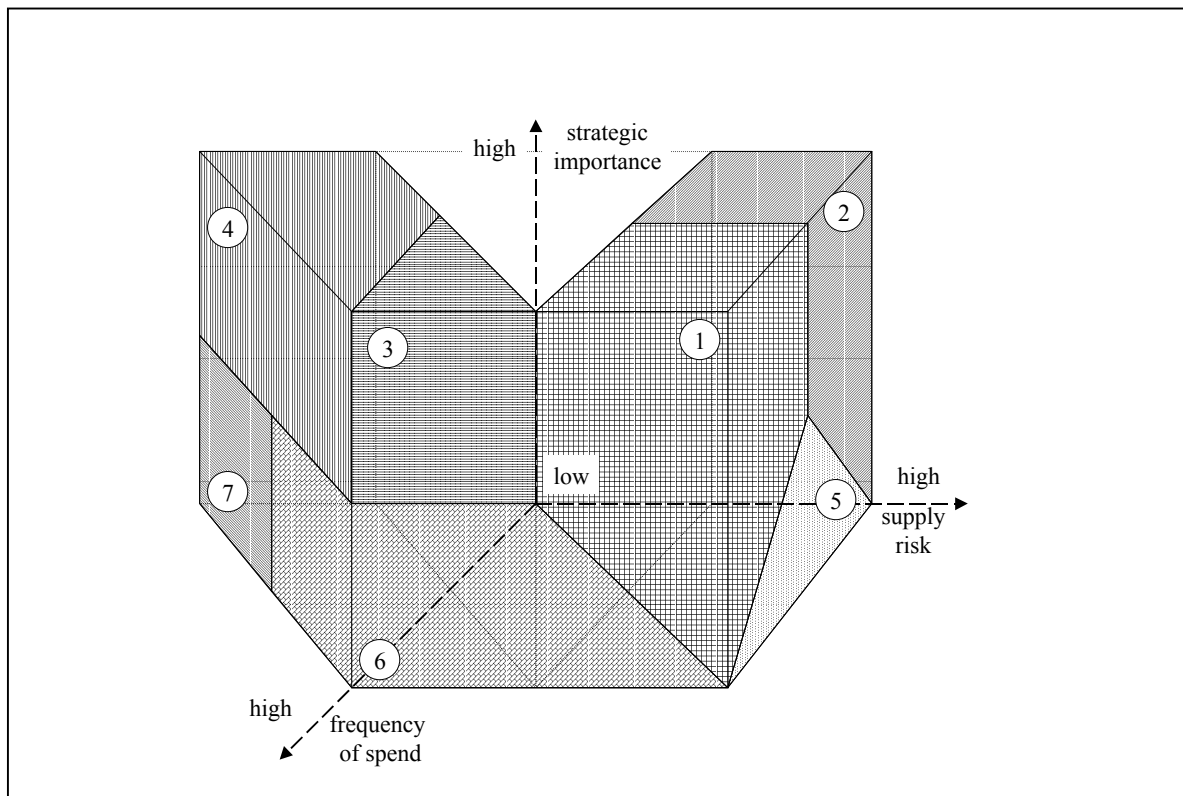 high
strategic
importance
4
2
3
1
low
high
supply
risk
7
5
6
high
frequency
of spend